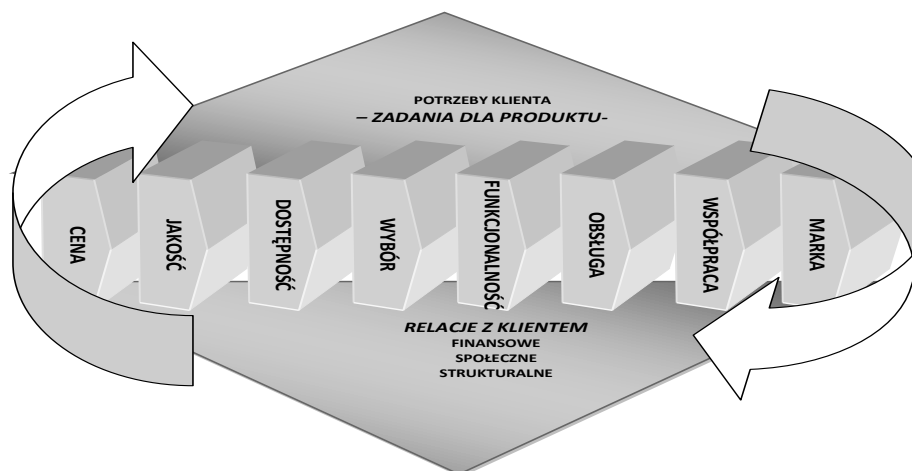 POTRZEBY KLIENTA
– ZADANIA DLA PRODUKTU-
CENA
JAKOŚĆ
DOSTĘPNOŚĆ
WYBÓR
FUNKCJONALNOŚĆ
OBSŁUGA
WSPÓŁPRACA
MARKA
RELACJE Z KLIENTEM
FINANSOWE
SPOŁECZNE
STRUKTURALNE